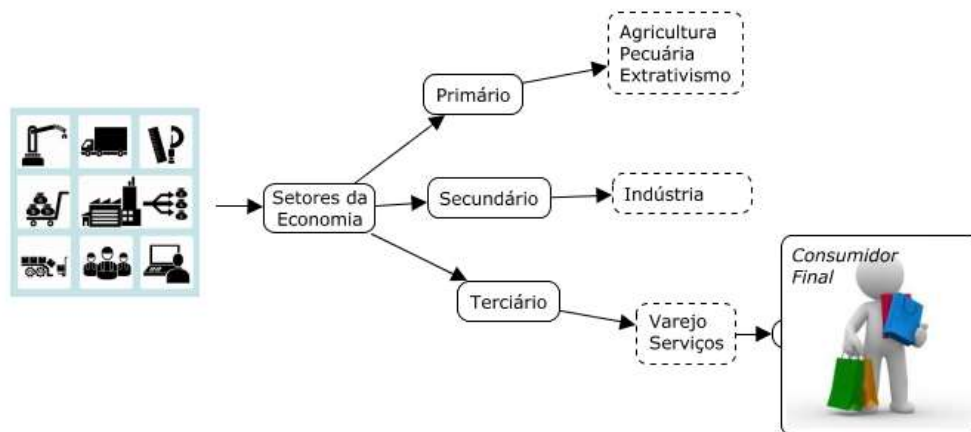 Agricultura
Pecuária
Extrativismo
Primário
Setores da
Economia
Secundário
Indústria
Terciário
Varejo
Serviços
Consumidor
Final